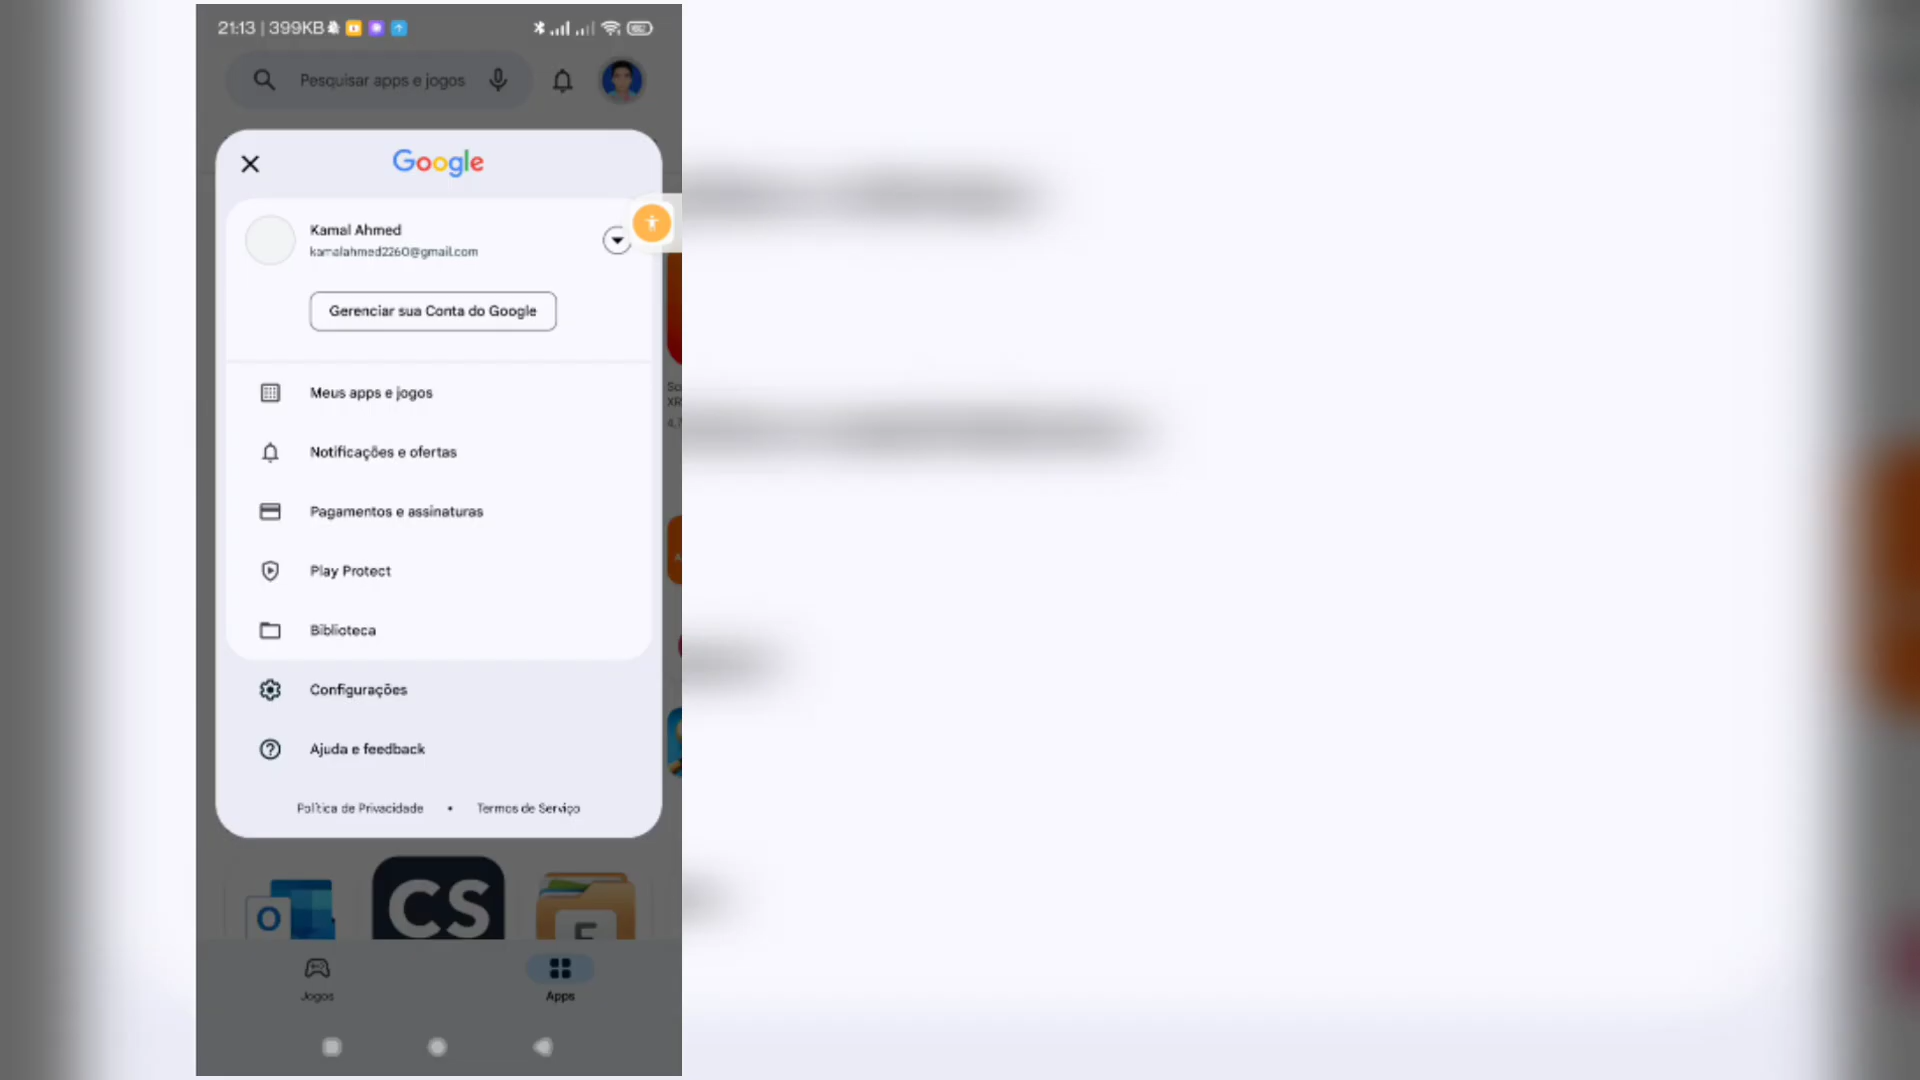 21:13 | 399KB
Pesquisar apps e jogos
Google
Kamal Ahmed
kamalahmed2260@gmail.com
Gerenciar sua Conta do Google
Meus apps e jogos
Notificações e ofertas
Pagamentos e assinaturas
Play Protect
Biblioteca
Configurações
Ajuda e feedback
Política de Privacidade • Termos de Serviço
CS
Jogos
Apps